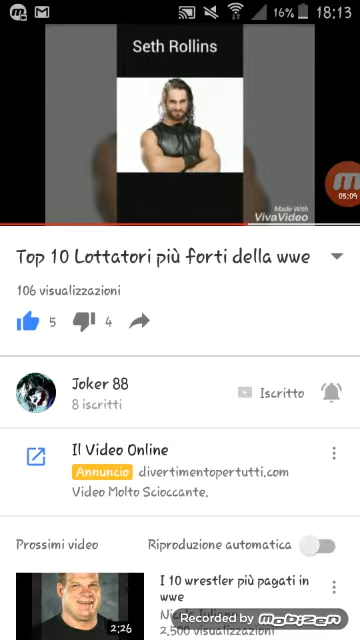 16% 18:13
Seth Rollins
05:09
Made With
VivaVideo
Top 10 Lottatori più forti della wwe
106 visualizzazioni
5 4
Joker 88
8 iscritti
Iscritto
Il Video Online
Annuncio divertimentopertutti.com
Video Molto Scioccante.
Prossimi video Riproduzione automatica
I 10 wrestler più pagati in
wwe
2:26
2.500 visualizzazioni
Recorded by MOBIZEN